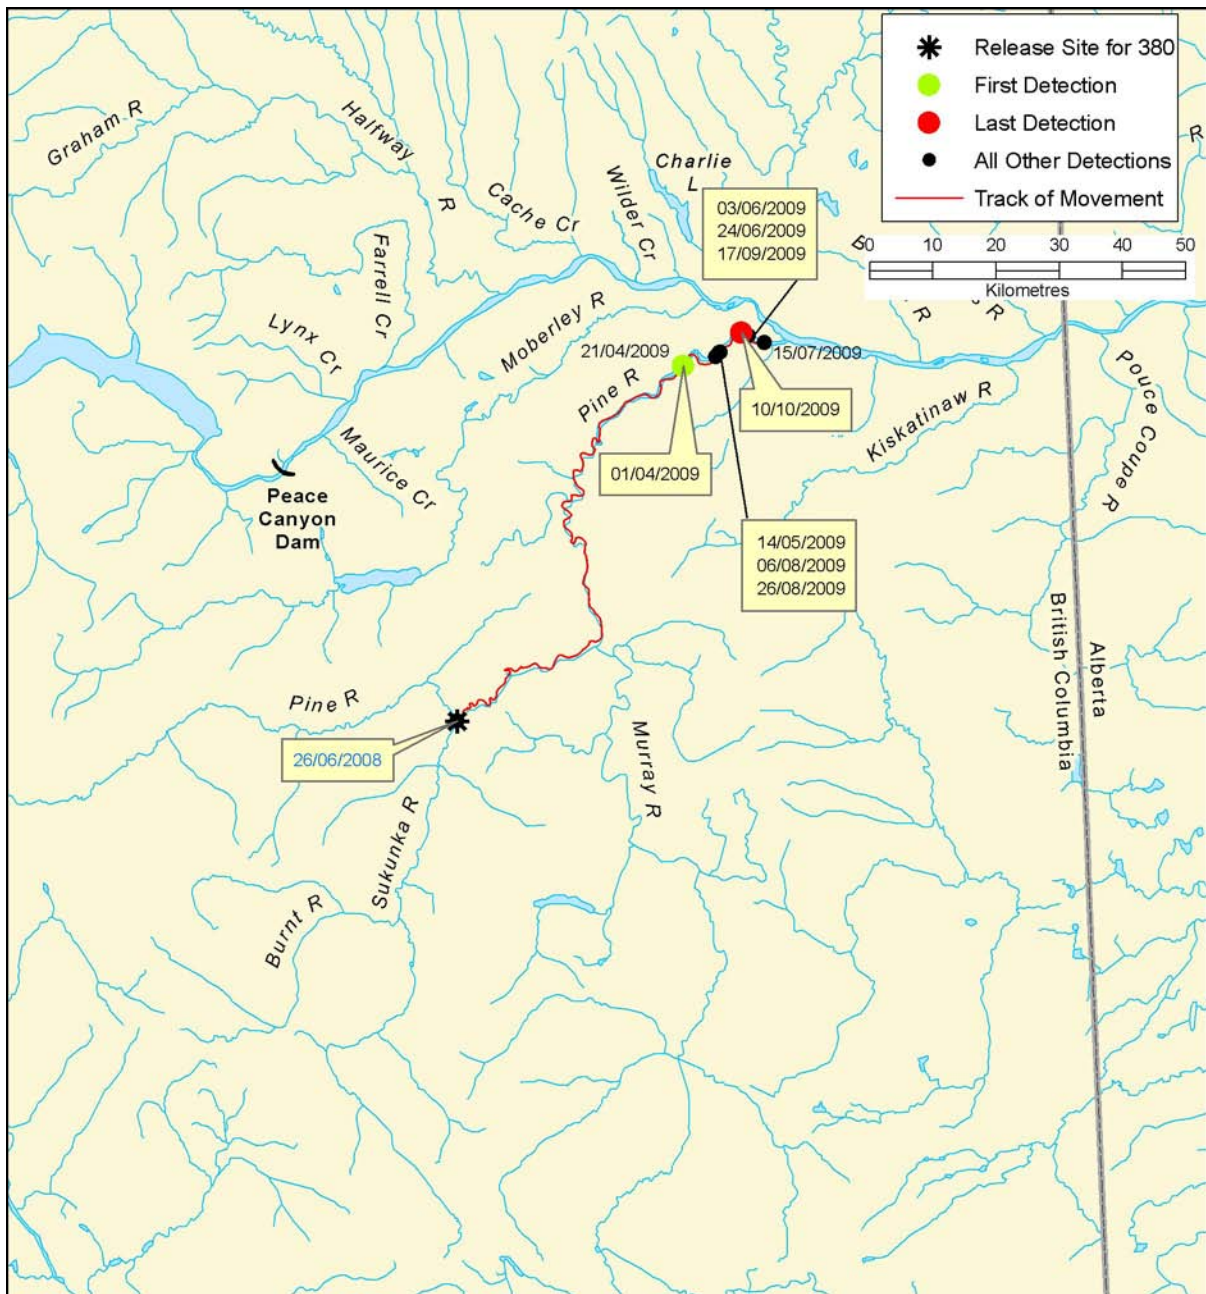 Release Site for 380
First Detection
Last Detection
All Other Detections
Track of Movement
0 10 20 30 40 50
Kilometres
Graham R
Halfway R
Cache Cr
Wilder Cr
Charlie L
B
R
R
s R
Farrell Cr
Lynx Cr
Moberley R
Maurice Cr
Peace
Canyon
Dam
03/06/2009
24/06/2009
17/09/2009
21/04/2009
15/07/2009
10/10/2009
01/04/2009
14/05/2009
06/08/2009
26/08/2009
Pine R
Kiskatinaw R
Pouce Coupe R
British Columbia
Alberta
Pine R
26/06/2008
Murray R
Sukunka R
Burnt R